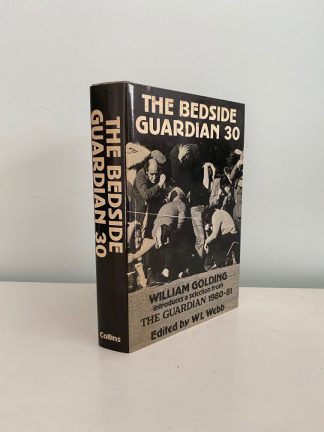 THE BEDSIDE
GUARDIAN 30
WILLIAM GOLDING
introduces a selection from
THE GUARDIAN 1980-81
Edited by W L Webb
THE BEDSIDE
GUARDIAN 30
Collins